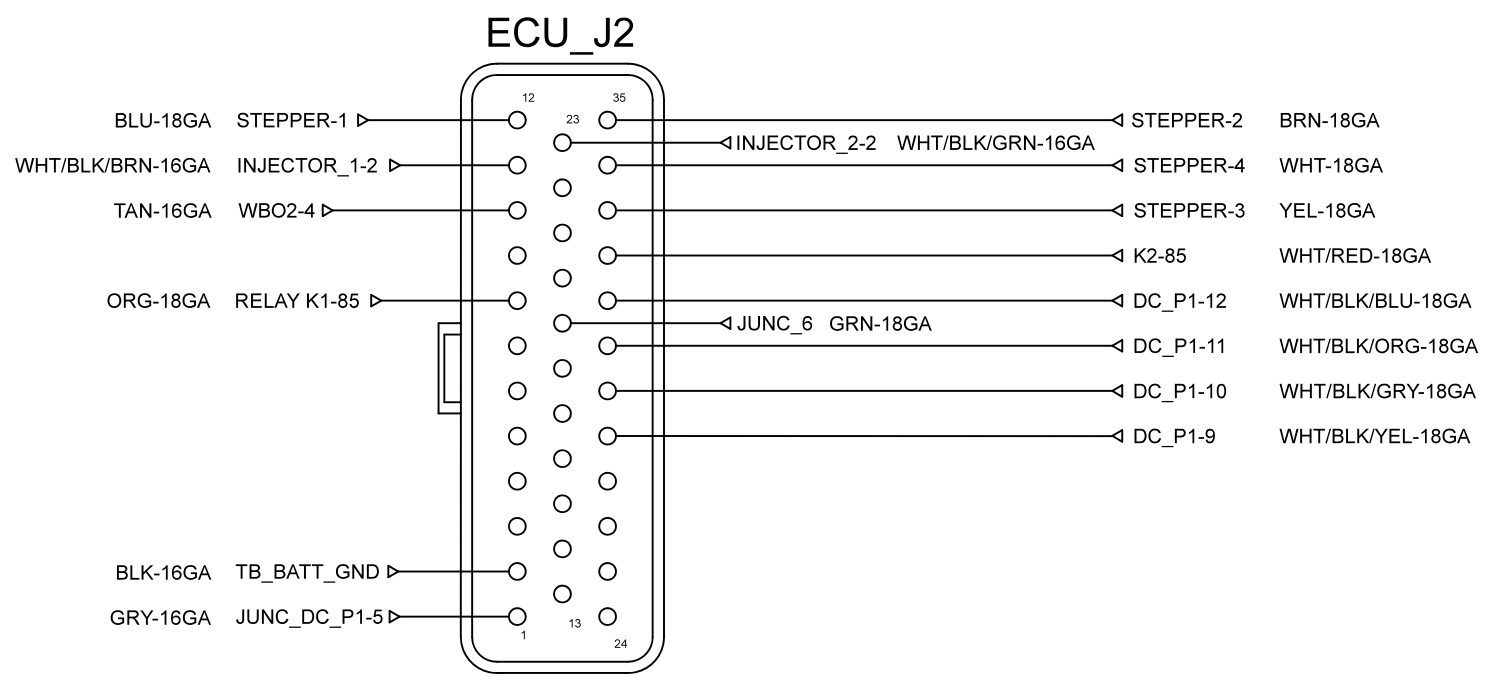 ECU_J2
12 35
BLU-18GA STEPPER-1 23 STEPPER-2 BRN-18GA
INJECTOR_2-2 WHT/BLK/GRN-16GA
WHT/BLK/BRN-16GA INJECTOR_1-2 STEPPER-4 WHT-18GA
TAN-16GA WBO2-4 STEPPER-3 YEL-18GA
K2-85 WHT/RED-18GA
ORG-18GA RELAY K1-85 DC_P1-12 WHT/BLK/BLU-18GA
JUNC_6 GRN-18GA
DC_P1-11 WHT/BLK/ORG-18GA
DC_P1-10 WHT/BLK/GRY-18GA
DC_P1-9 WHT/BLK/YEL-18GA
BLK-16GA TB_BATT_GND
GRY-16GA JUNC_DC_P1-5
1 13 24